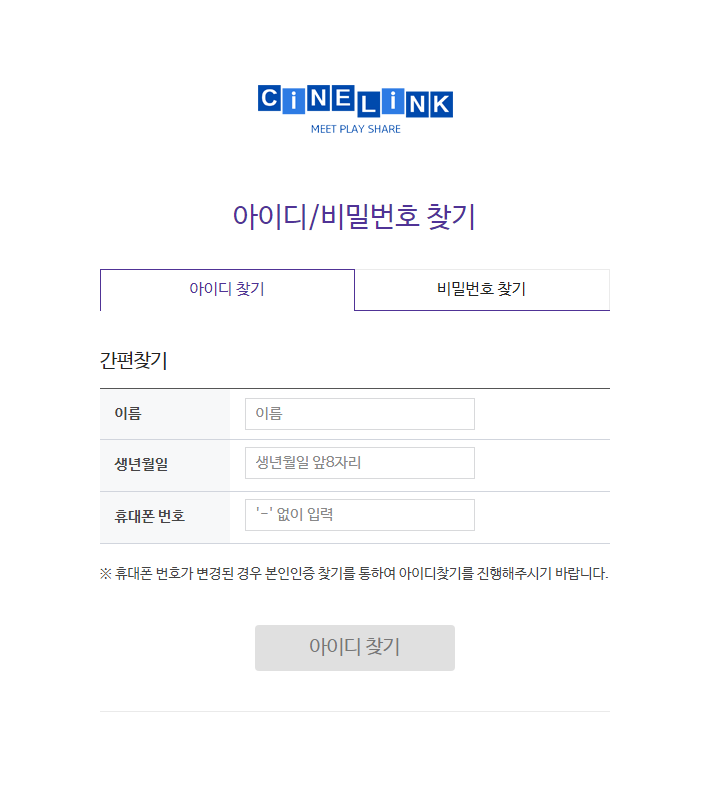 CiNELiNK
MEET PLAY SHARE
아이디/비밀번호 찾기
아이디 찾기
비밀번호 찾기
간편찾기
이름
이름
생년월일
생년월일 앞8자리
휴대폰 번호
'-' 없이 입력
※ 휴대폰 번호가 변경된 경우 본인인증 찾기를 통하여 아이디찾기를 진행해주시기 바랍니다.
아이디 찾기